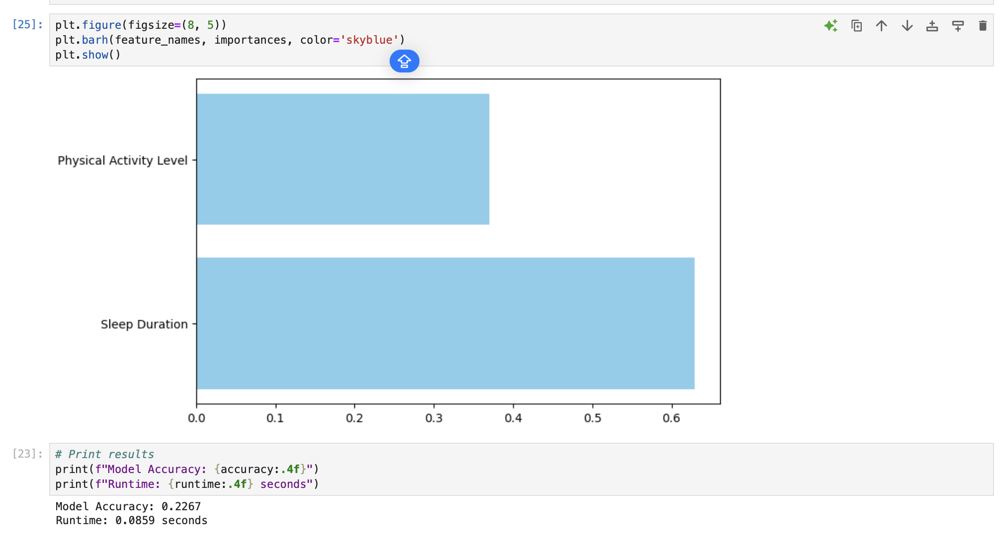 [25]:
plt.figure(figsize=(8, 5))
plt.barh(feature_names, importances, color='skyblue')
plt.show()
Physical Activity Level
Sleep Duration
0.0 0.1 0.2 0.3 0.4 0.5 0.6
[23]:
# Print results
print(f"Model Accuracy: {accuracy:.4f}")
print(f"Runtime: {runtime:.4f} seconds")
Model Accuracy: 0.2267
Runtime: 0.0859 seconds